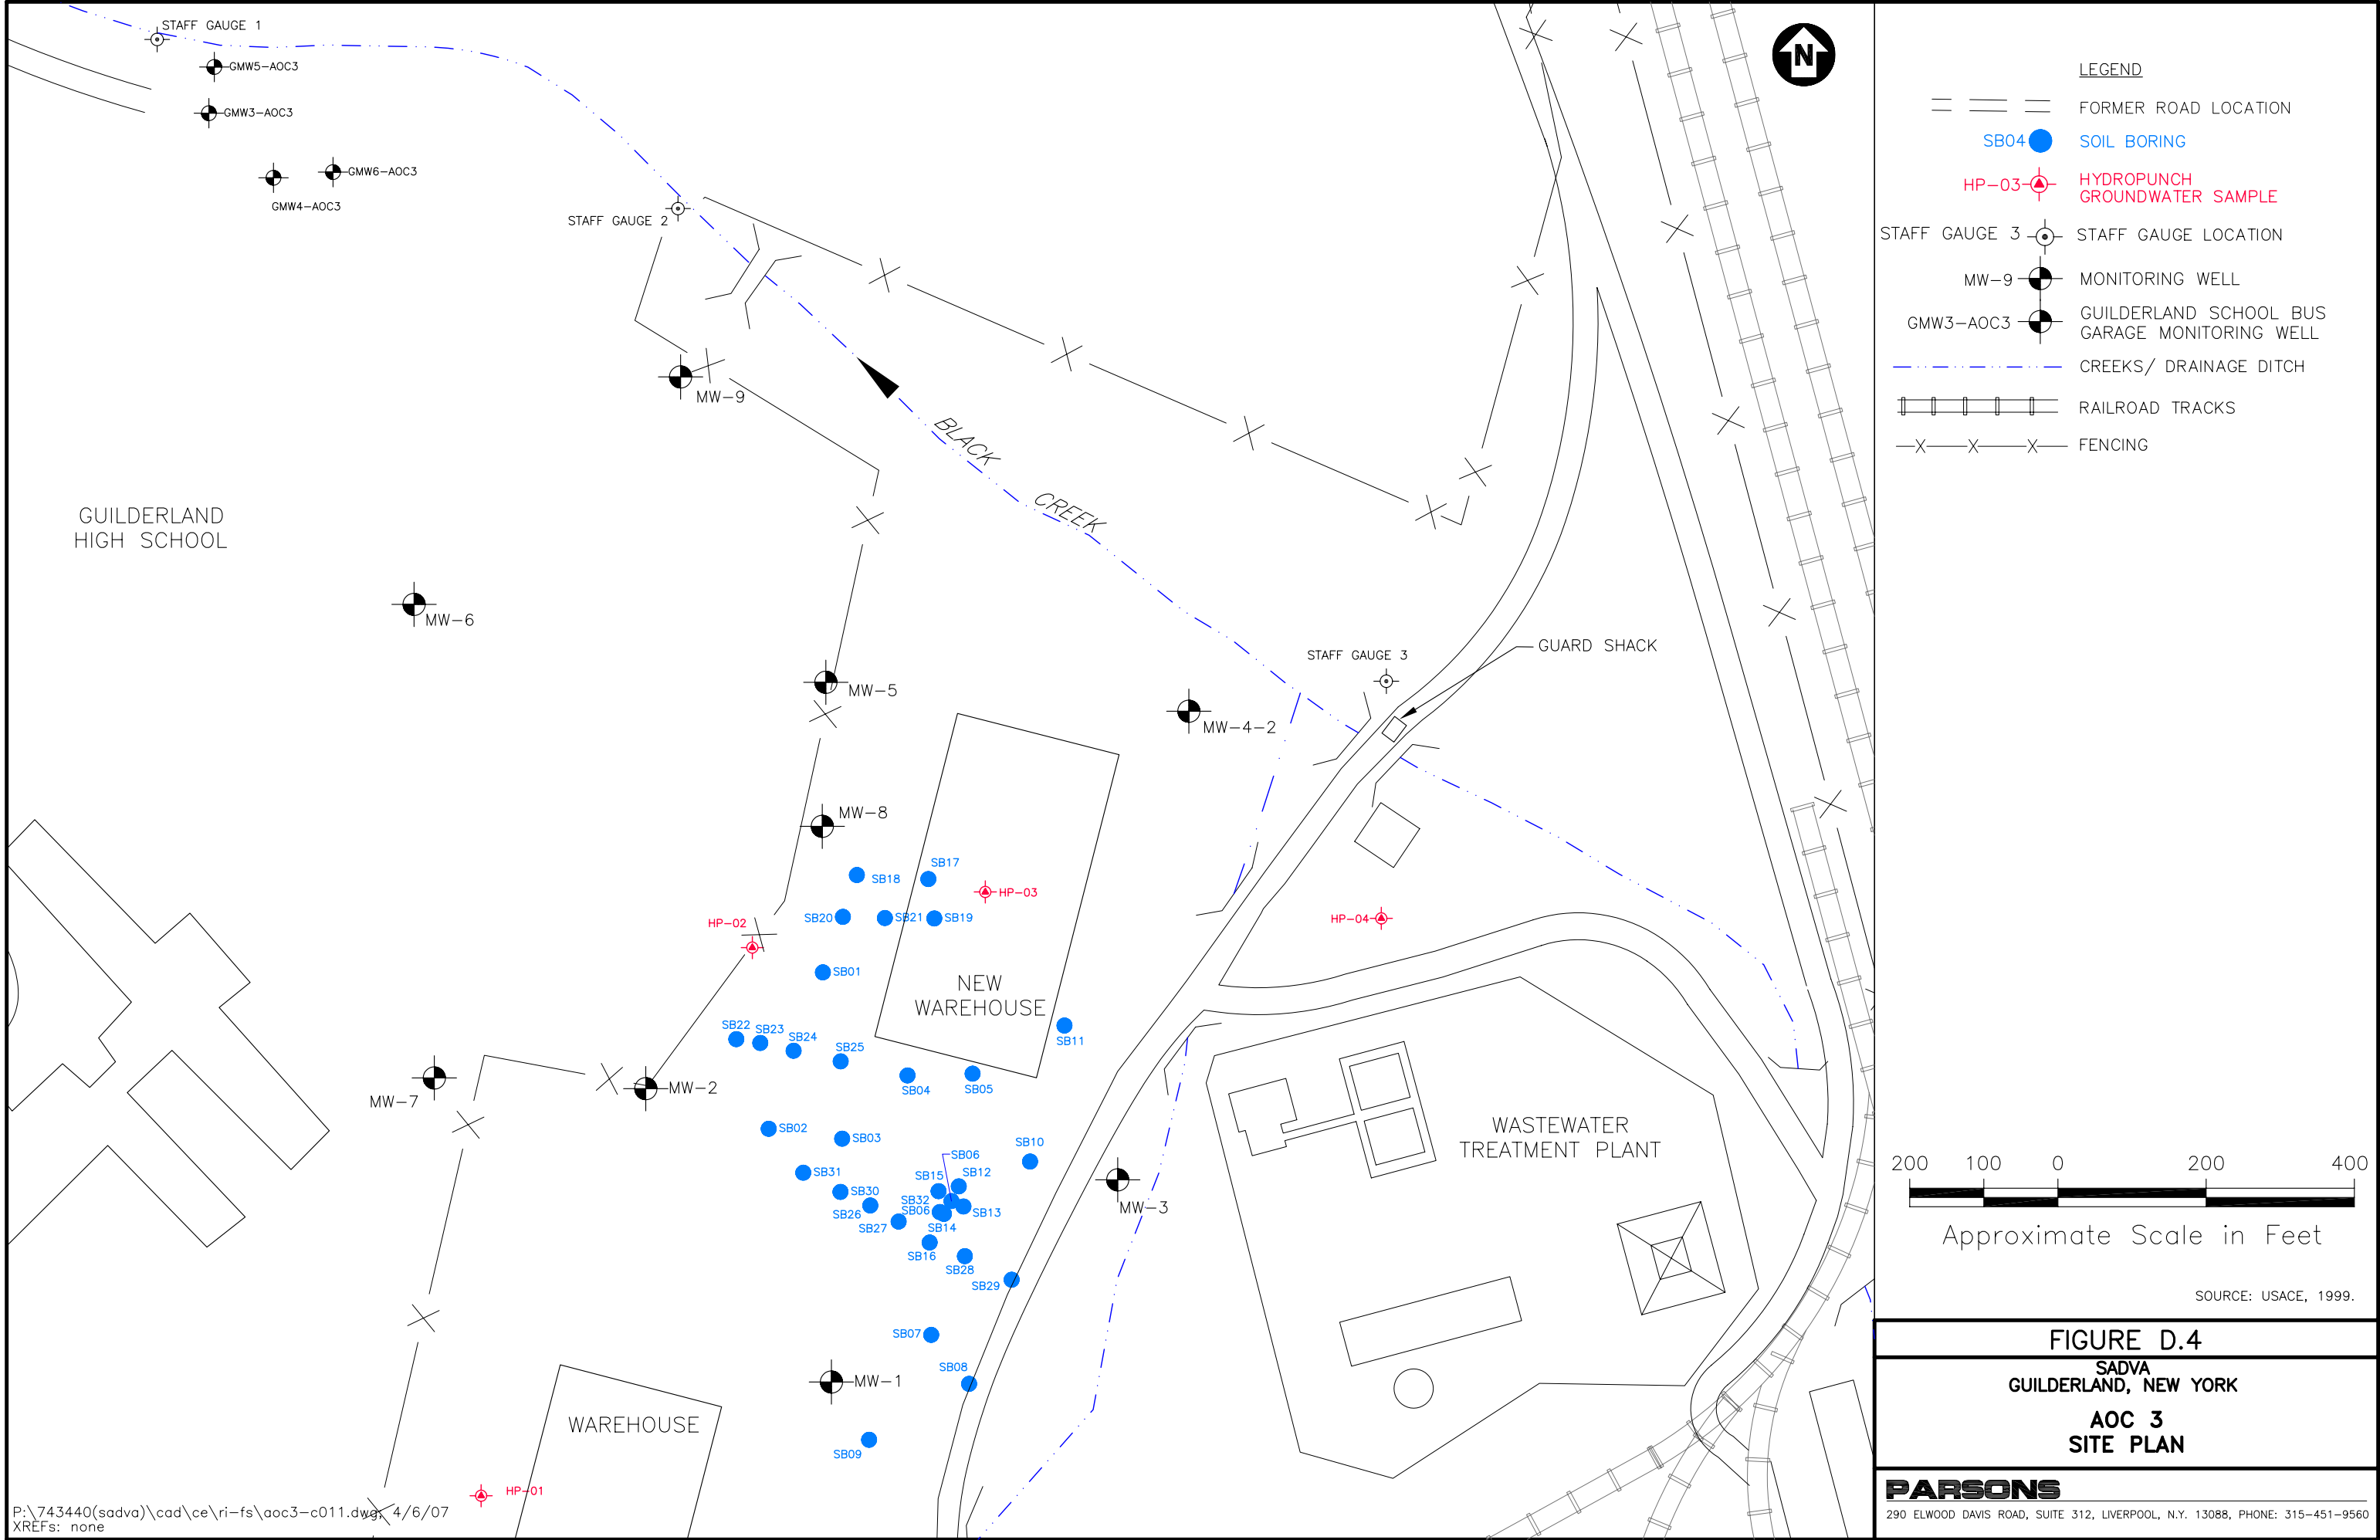 STAFF GAUGE 1
GMW5-AOC3
GMW3-AOC3
GMW6-AOC3
GMW4-AOC3
STAFF GAUGE 2
N
MW-9
BLACK
CREEK
GUILDERLAND
HIGH SCHOOL
MW-6
STAFF GAUGE 3
GUARD SHACK
MW-5
MW-4-2
MW-8
SB17
SB18
HP-03
SB20
SB21
SB19
HP-02
HP-04
SB01
NEW
WAREHOUSE
SB22
SB23
SB24
SB25
SB11
SB04
SB05
MW-7
MW-2
WASTEWATER
TREATMENT PLANT
SB02
SB03
SB10
SB06
SB31
SB15
SB12
SB30
SB32
SB26
SB06
SB13
SB27
SB14
MW-3
SB16
SB28
SB29
SB07
SB08
MW-1
WAREHOUSE
SB09
HP-01
P:\743440(sadva)\cad\ce\ri-fs\aoc3-c011.dwg, 4/6/07
XREFs: none
LEGEND
FORMER ROAD LOCATION
SB04 SOIL BORING
HP-03 HYDROPUNCH
GROUNDWATER SAMPLE
STAFF GAUGE 3 STAFF GAUGE LOCATION
MW-9 MONITORING WELL
GMW3-AOC3 GUILDERLAND SCHOOL BUS
GARAGE MONITORING WELL
CREEKS/ DRAINAGE DITCH
RAILROAD TRACKS
X X X FENCING
200 100 0 200 400
Approximate Scale in Feet
SOURCE: USACE, 1999.
FIGURE D.4
SADVA
GUILDERLAND, NEW YORK
AOC 3
SITE PLAN
PARSONS
290 ELWOOD DAVIS ROAD, SUITE 312, LIVERPOOL, N.Y. 13088, PHONE: 315-451-9560